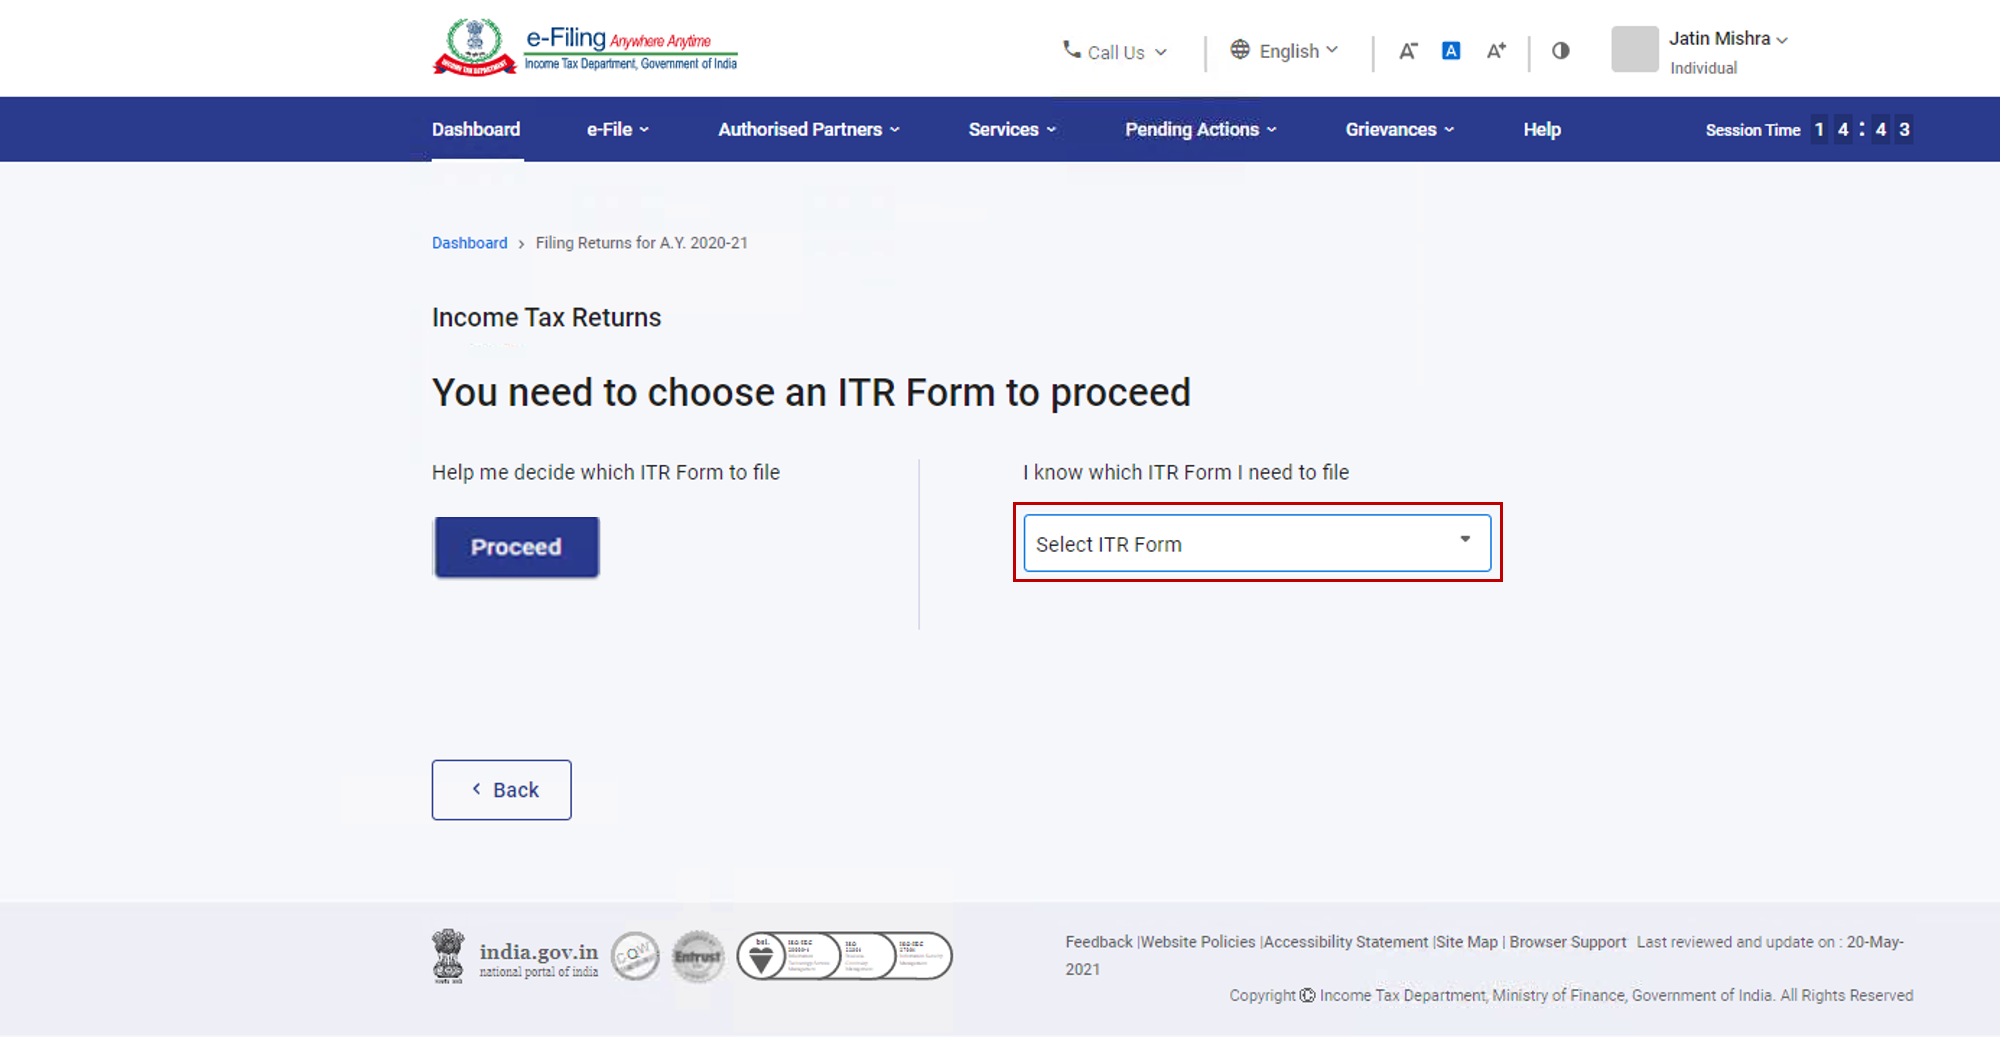 e-Filing Anywhere Anytime
Income Tax Department, Government of India
INCOME TAX DEPARTMENT
Call Us
English
A-
A
A+
Jatin Mishra
Individual
Dashboard
e-File
Authorised Partners
Services
Pending Actions
Grievances
Help
Session Time 1 4 : 4 3
Dashboard › Filing Returns for A.Y. 2020-21
Income Tax Returns
You need to choose an ITR Form to proceed
Help me decide which ITR Form to file
Proceed
I know which ITR Form I need to file
Select ITR Form
Back
india.gov.in
national portal of india
CQW
Entrust
bsi.
Feedback |Website Policies |Accessibility Statement |Site Map | Browser Support Last reviewed and update on : 20-May-
2021
Copyright © Income Tax Department, Ministry of Finance, Government of India. All Rights Reserved